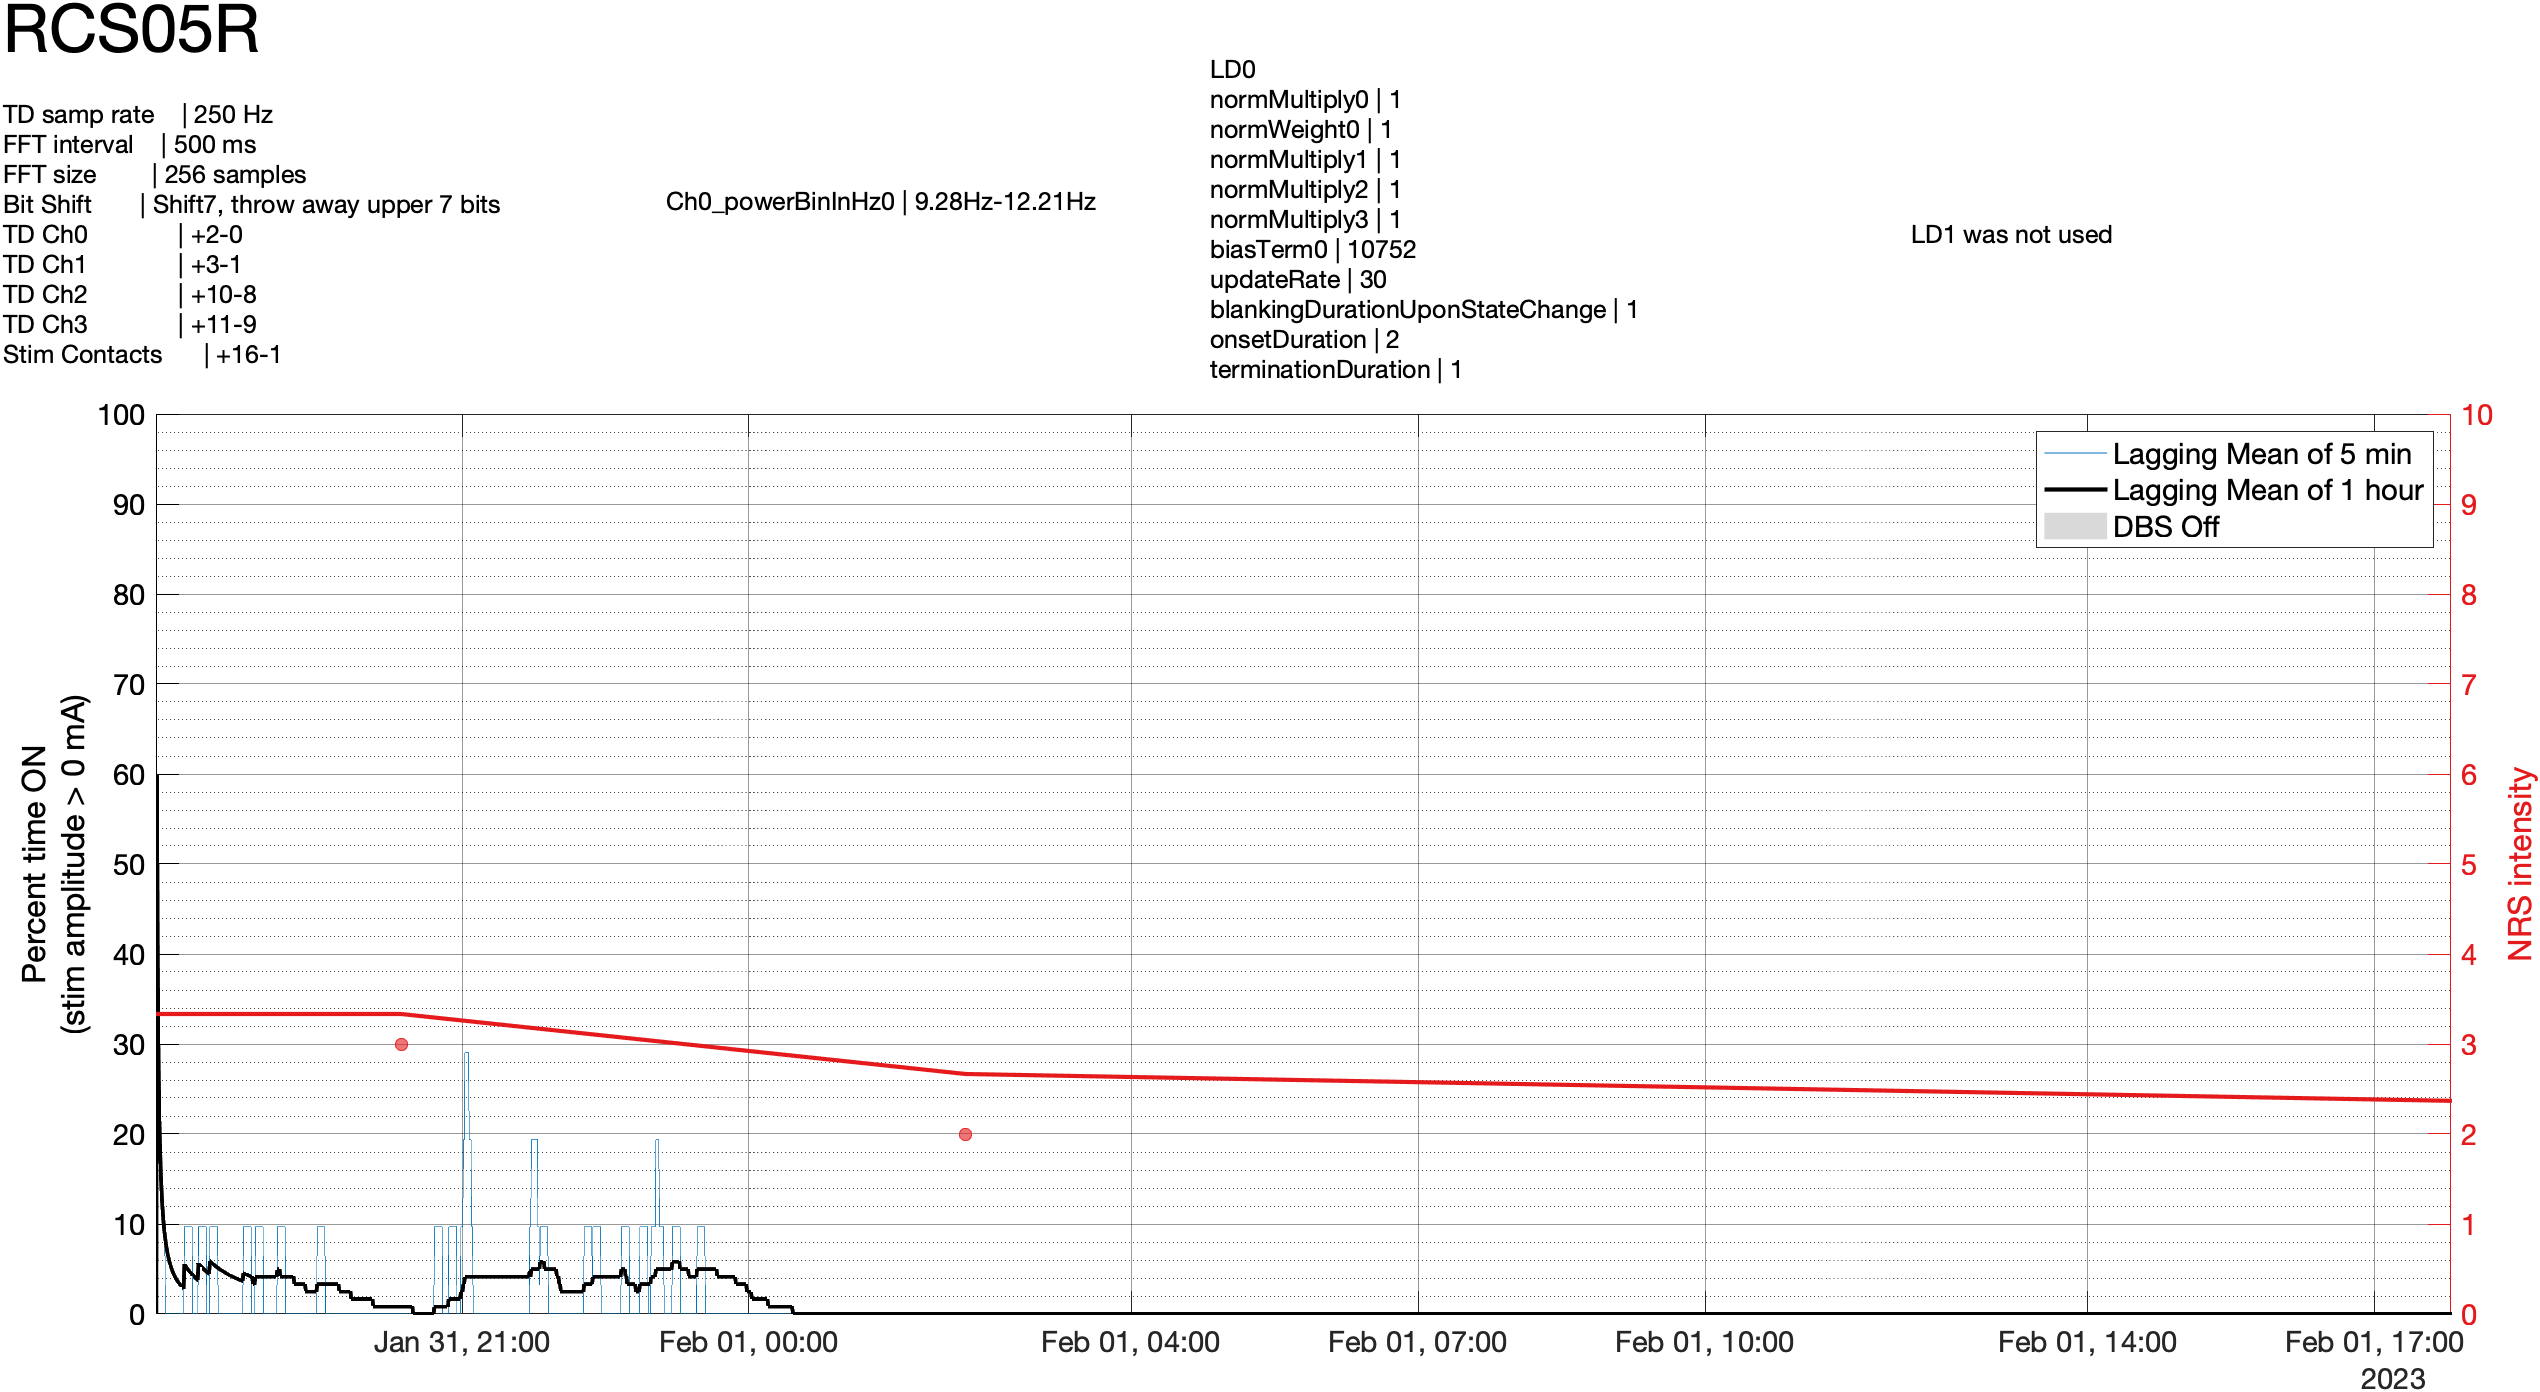 RCS05R
TD samp rate | 250 Hz
FFT interval | 500 ms
FFT size | 256 samples
Bit Shift | Shift7, throw away upper 7 bits
TD Ch0 | +2-0
TD Ch1 | +3-1
TD Ch2 | +10-8
TD Ch3 | +11-9
Stim Contacts | +16-1
Ch0_powerBinInHz0 | 9.28Hz-12.21Hz
LD0
normMultiply0 | 1
normWeight0 | 1
normMultiply1 | 1
normMultiply2 | 1
normMultiply3 | 1
biasTerm0 | 10752
updateRate | 30
blankingDurationUponStateChange | 1
onsetDuration | 2
terminationDuration | 1
LD1 was not used
Percent time ON
(stim amplitude > 0 mA)
100
90
80
70
60
50
40
30
20
10
0
Lagging Mean of 5 min
Lagging Mean of 1 hour
DBS Off
10
9
8
7
6
5
4
3
2
1
0
NRS intensity
Jan 31, 21:00
Feb 01, 00:00
Feb 01, 04:00
Feb 01, 07:00
Feb 01, 10:00
Feb 01, 14:00
Feb 01, 17:00
2023